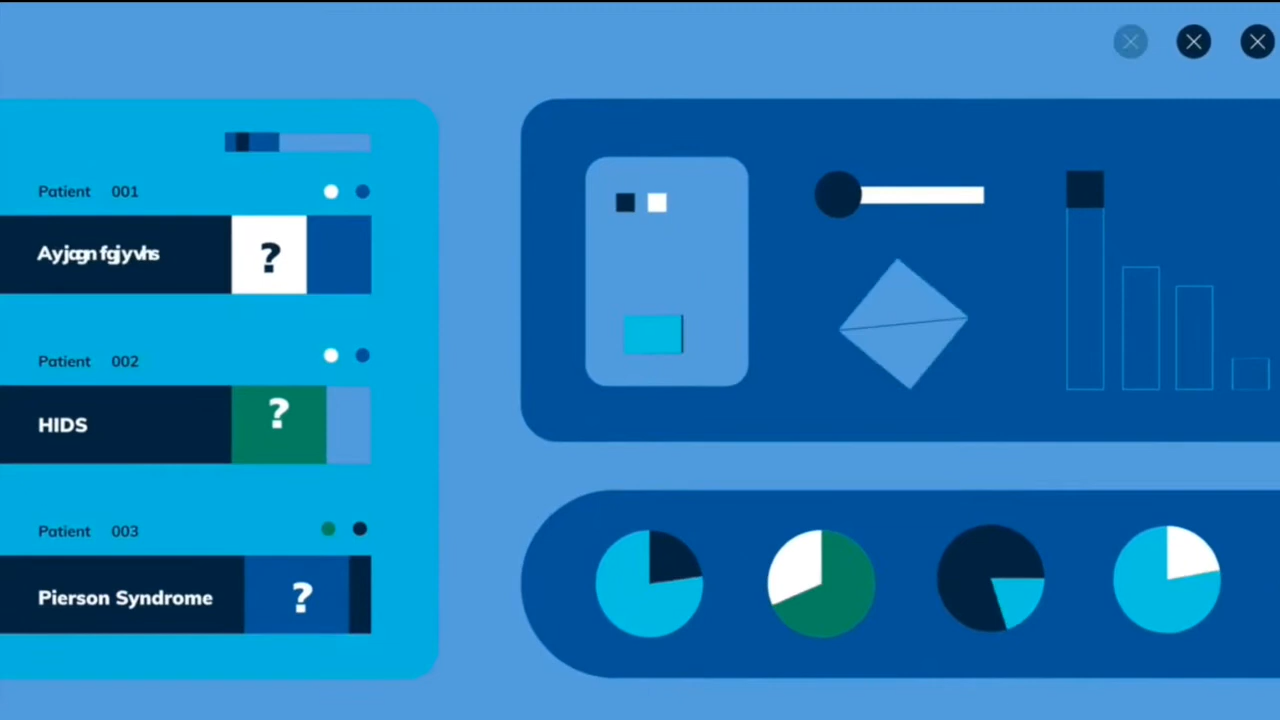 Patient 001
?
Patient 002
HIDS
?
Patient 003
Pierson Syndrome
?